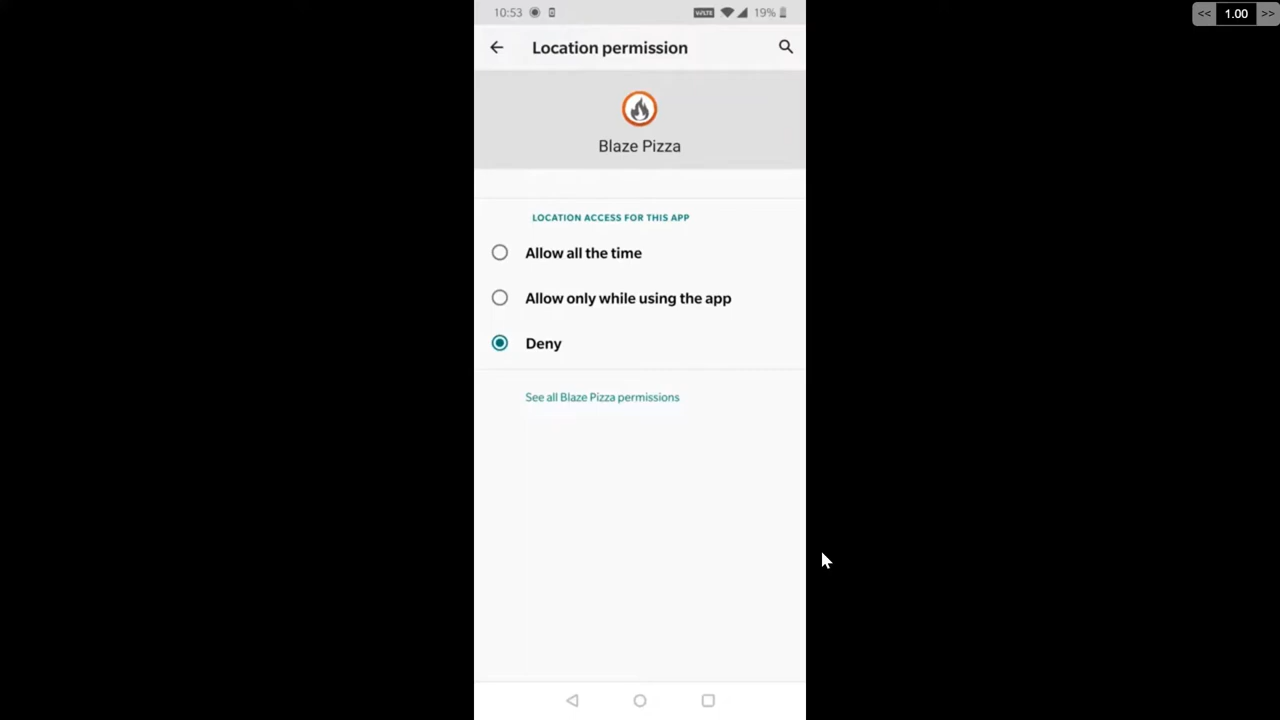 10:53 VoLTE 19%
<< 1.00 >>
Location permission
Blaze Pizza
LOCATION ACCESS FOR THIS APP
Allow all the time
Allow only while using the app
Deny
See all Blaze Pizza permissions